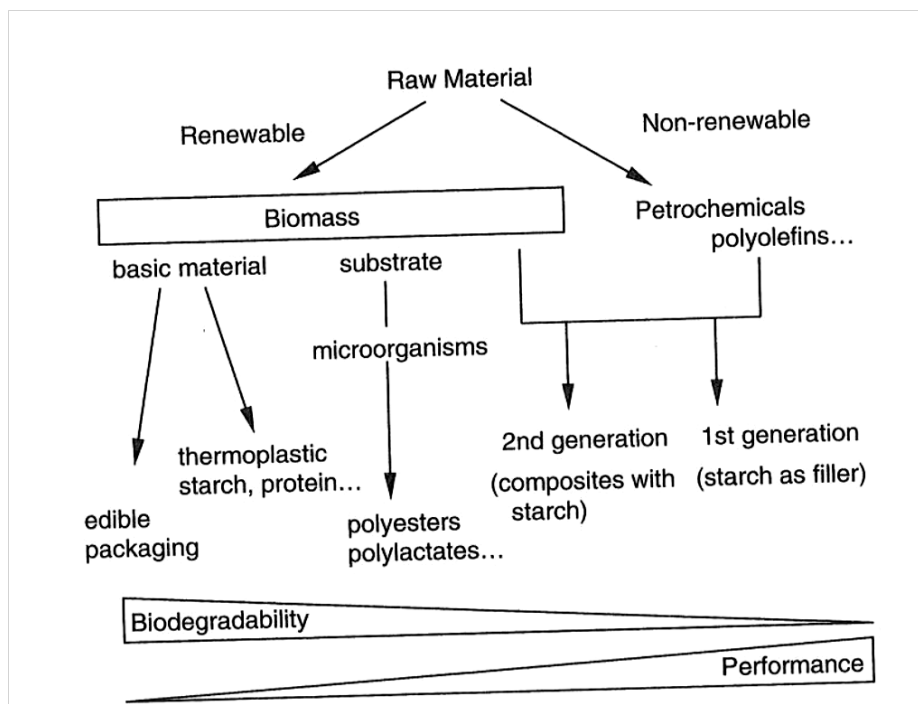 Raw Material
Renewable
Non-renewable
Biomass
Petrochemicals
polyolefins...
basic material
substrate
microorganisms
thermoplastic
starch, protein...
edible
packaging
polyesters
polylactates...
2nd generation
(composites with
starch)
1st generation
(starch as filler)
Biodegradability
Performance